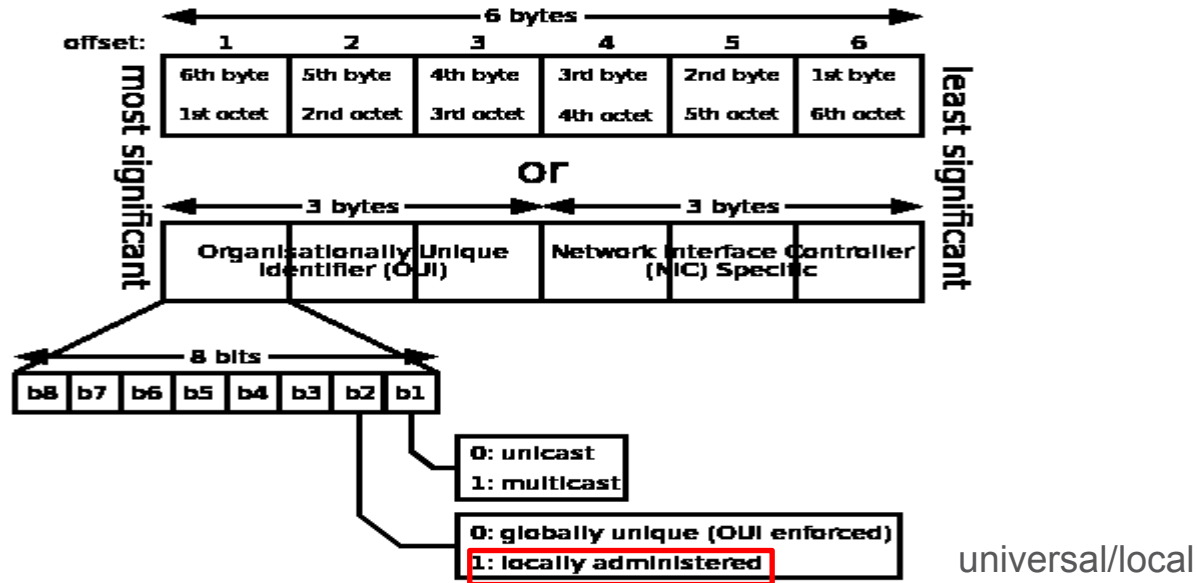 6 bytes
offset: 1 2 3 4 5 6
6th byte 5th byte 4th byte 3rd byte 2nd byte 1st byte
1st octet 2nd octet 3rd octet 4th octet 5th octet 6th octet
most significant
least significant
or
3 bytes 3 bytes
Organisationally Unique Network Interface Controller
Identifier (OUI) (NIC) Specific
8 bits
b8 b7 b6 b5 b4 b3 b2 b1
0: unicast
1: multicast
0: globally unique (OUI enforced)
1: locally administered universal/local